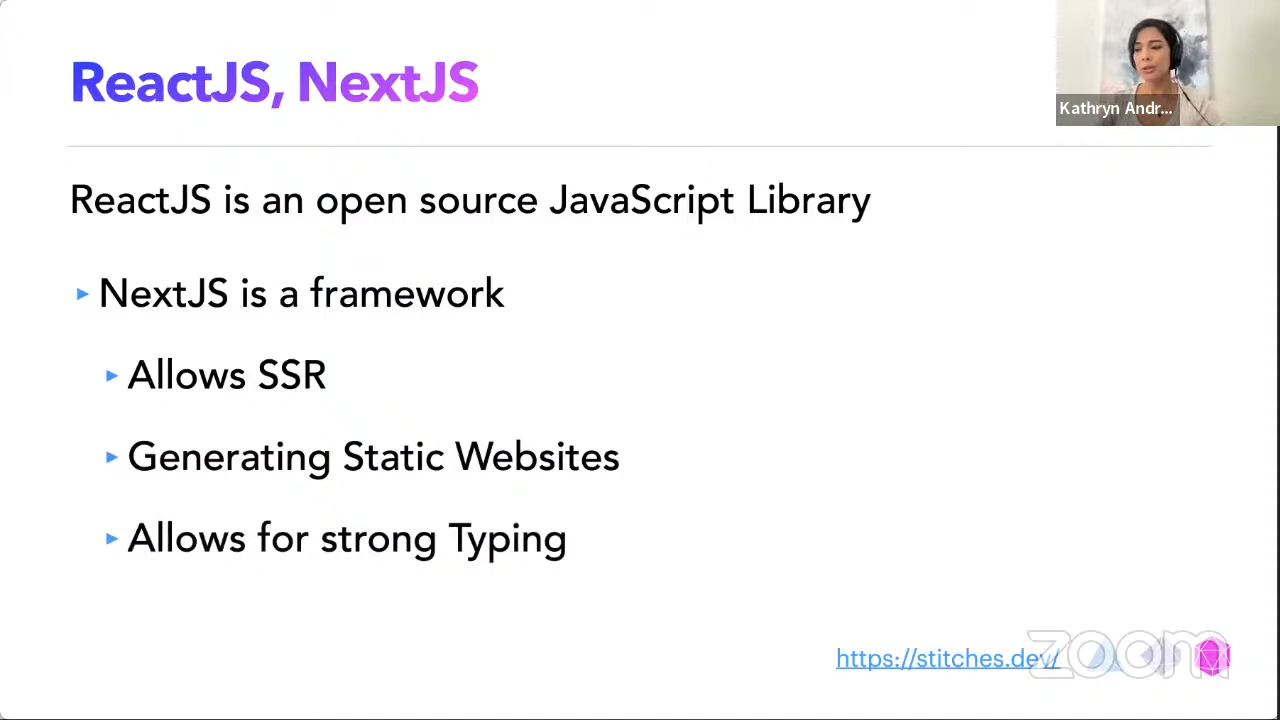 ReactJS, NextJS
Kathryn Andr...
ReactJS is an open source JavaScript Library
NextJS is a framework
Allows SSR
Generating Static Websites
Allows for strong Typing
https://stitches.dev/
zoom